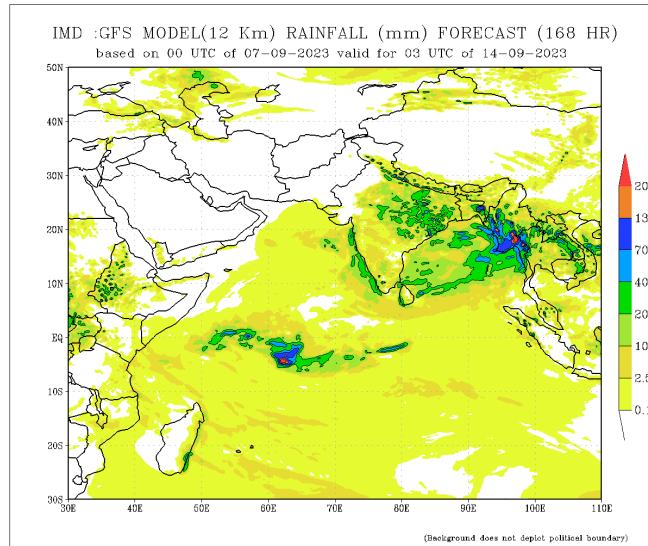 IMD :GFS MODEL(12 Km) RAINFALL (mm) FORECAST (168 HR)
based on 00 UTC of 07-09-2023 valid for 03 UTC of 14-09-2023
50N
40N
30N
20N
10N
EQ
10S
20S
30S
30E 40E 50E 60E 70E 80E 90E 100E 110E
20
13
70
40
20
10
2.5
0.1
(Background does not depict political boundary)